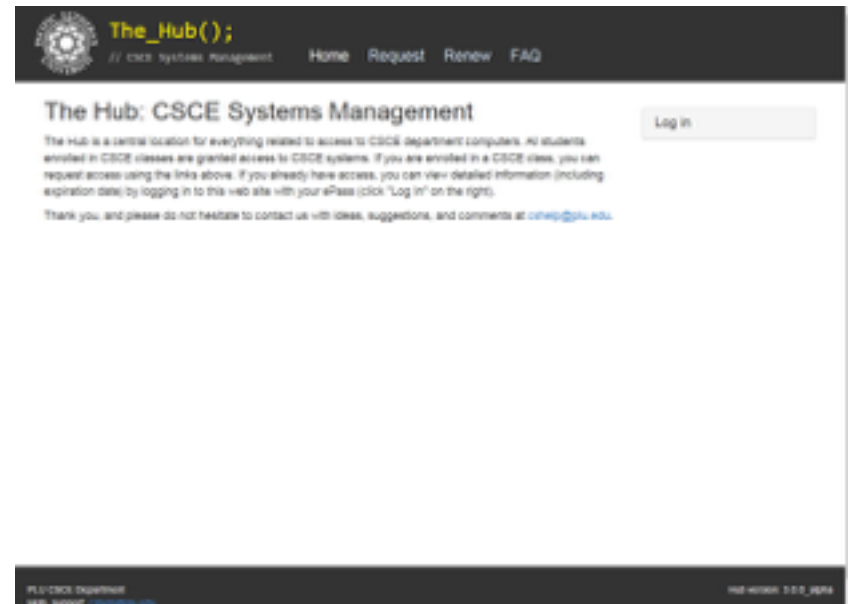 The_Hub();
// CSCE Systems Management
Home Request Renew FAQ
The Hub: CSCE Systems Management
Log in
The Hub is a central location for everything related to access to CSCE department computers. All students
enrolled in CSCE classes are granted access to CSCE systems. If you are enrolled in a CSCE class, you can
request access using the links above. If you already have access, you can view detailed information (including
expiration date) by logging in to this web site with your ePass (click "Log In" on the right).
Thank you, and please do not hesitate to contact us with ideas, suggestions, and comments at cshelp@plu.edu.
PLU CSCE Department
Hub version: 3.0.0_alpha